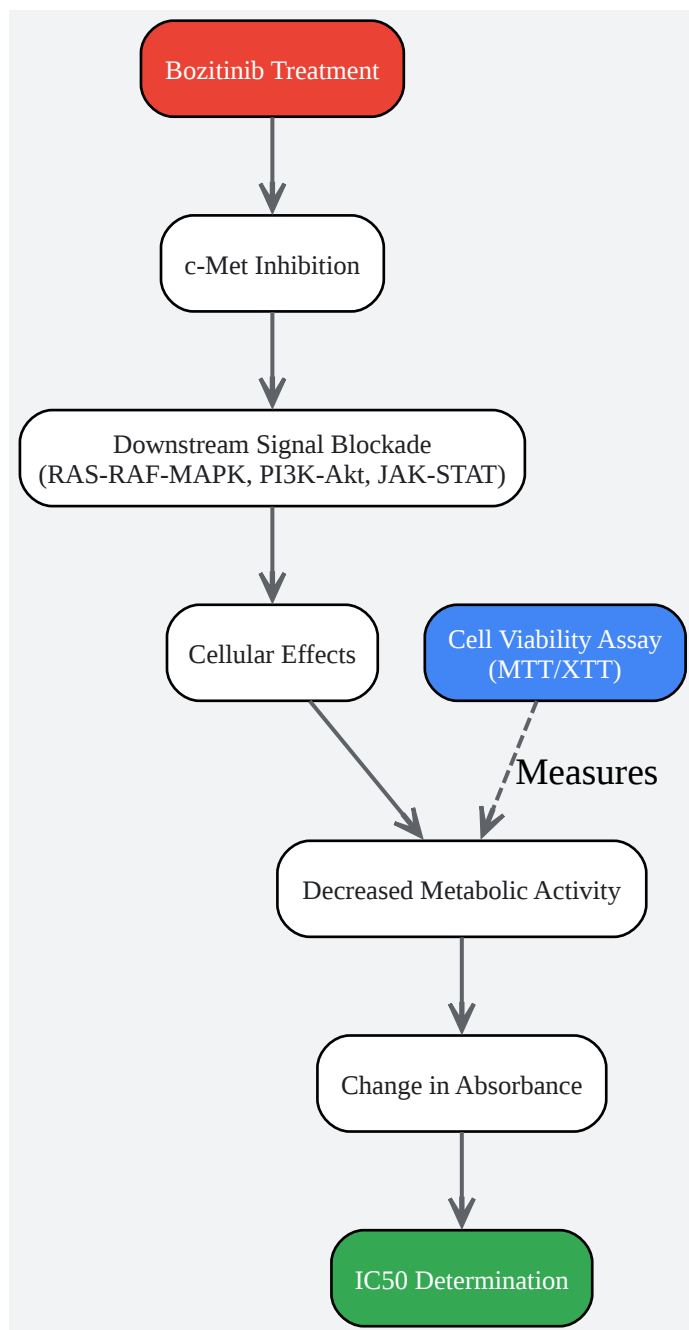 Bozitinib Treatment
c-Met Inhibition
Downstream Signal Blockade
(RAS-RAF-MAPK, PI3K-Akt, JAK-STAT)
Cellular Effects
Cell Viability Assay
(MTT/XTT)
Measures
Decreased Metabolic Activity
Change in Absorbance
IC50 Determination